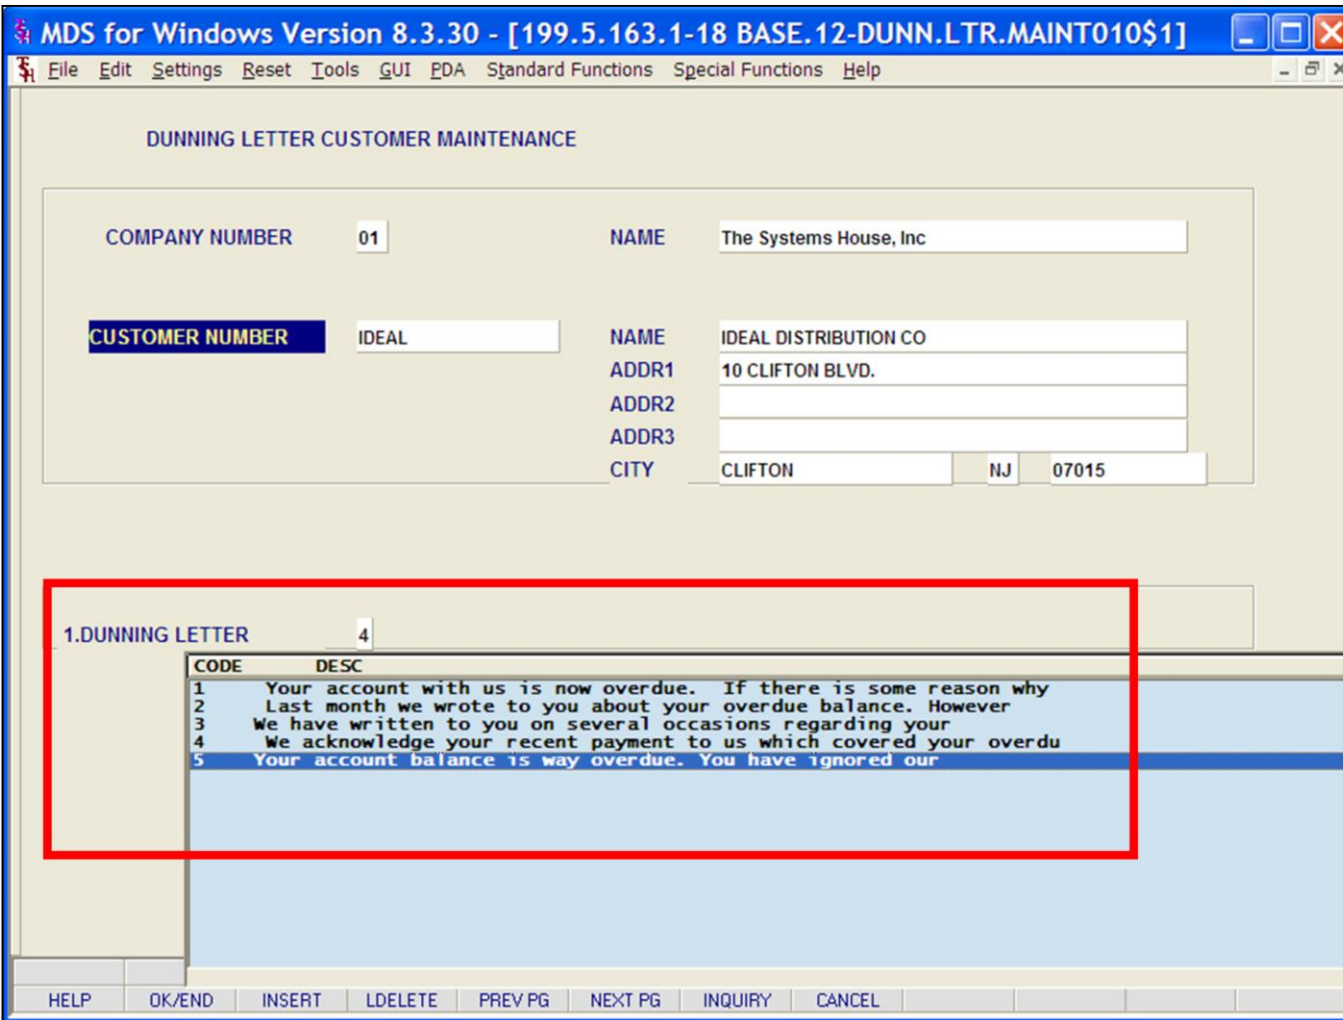 MDS for Windows Version 8.3.30 - [199.5.163.1-18 BASE.12-DUNN.LTR.MAINT010$1]
File Edit Settings Reset Tools GUI PDA Standard Functions Special Functions Help
DUNNING LETTER CUSTOMER MAINTENANCE
COMPANY NUMBER 01 NAME The Systems House, Inc
CUSTOMER NUMBER IDEAL NAME IDEAL DISTRIBUTION CO
ADDR1 10 CLIFTON BLVD.
ADDR2
ADDR3
CITY CLIFTON NJ 07015
1.DUNNING LETTER 4
CODE DESC
1 Your account with us is now overdue. If there is some reason why
2 Last month we wrote to you about your overdue balance. However
3 We have written to you on several occasions regarding your
4 We acknowledge your recent payment to us which covered your overdu
5 Your account balance is way overdue. You have ignored our
HELP OK/END INSERT LDELETE PREV PG NEXT PG INQUIRY CANCEL